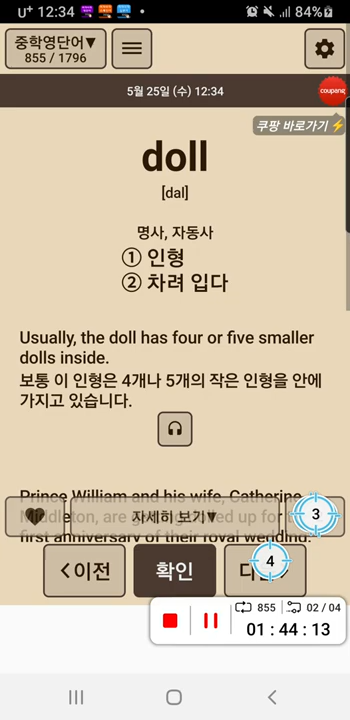 U+ 12:34 84%
중학영단어▼
855 / 1796
5월 25일 (수) 12:34
coupang
쿠팡 바로가기⚡
doll
[dal]
명사, 자동사
① 인형
② 차려 입다
Usually, the doll has four or five smaller
dolls inside.
보통 이 인형은 4개나 5개의 작은 인형을 안에
가지고 있습니다.
Prince William and his wife, Catherine
자세히 보기▼
3
Middleton, are
up for
first anniversary of their royal wedding.
<이전
확인
4
855 02 / 04
01 : 44 : 13